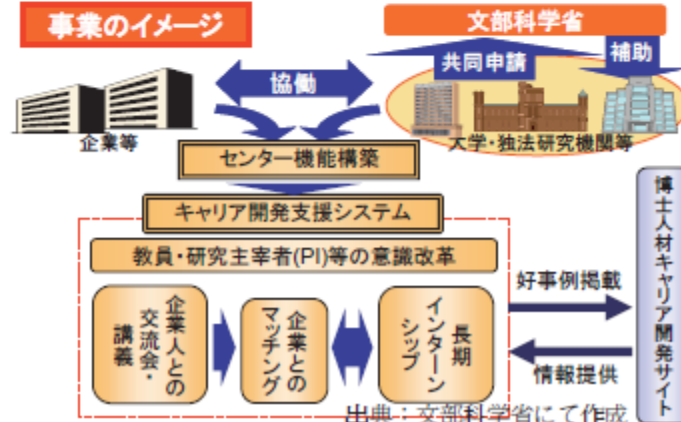 事業のイメージ
文部科学省
共同申請
補助
協働
企業等
大学・独法研究機関等
センター機能構築
キャリア開発支援システム
教員・研究主宰者(PI)等の意識改革
企業人との
交流会・
講義
企業との
マッチング
長期
インターン
シップ
好事例掲載
情報提供
博士人材キャリア開発サイト
出典：文部科学省にて作成